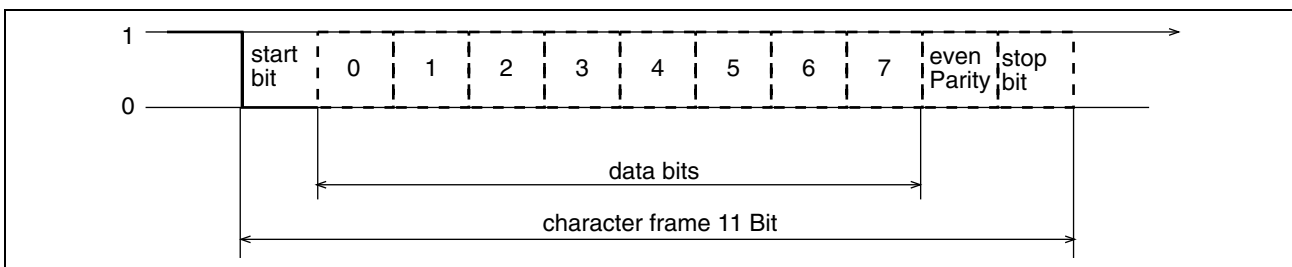 1
start
bit
0
1
2
3
4
5
6
7
even
Parity
stop
bit
0
data bits
character frame 11 Bit